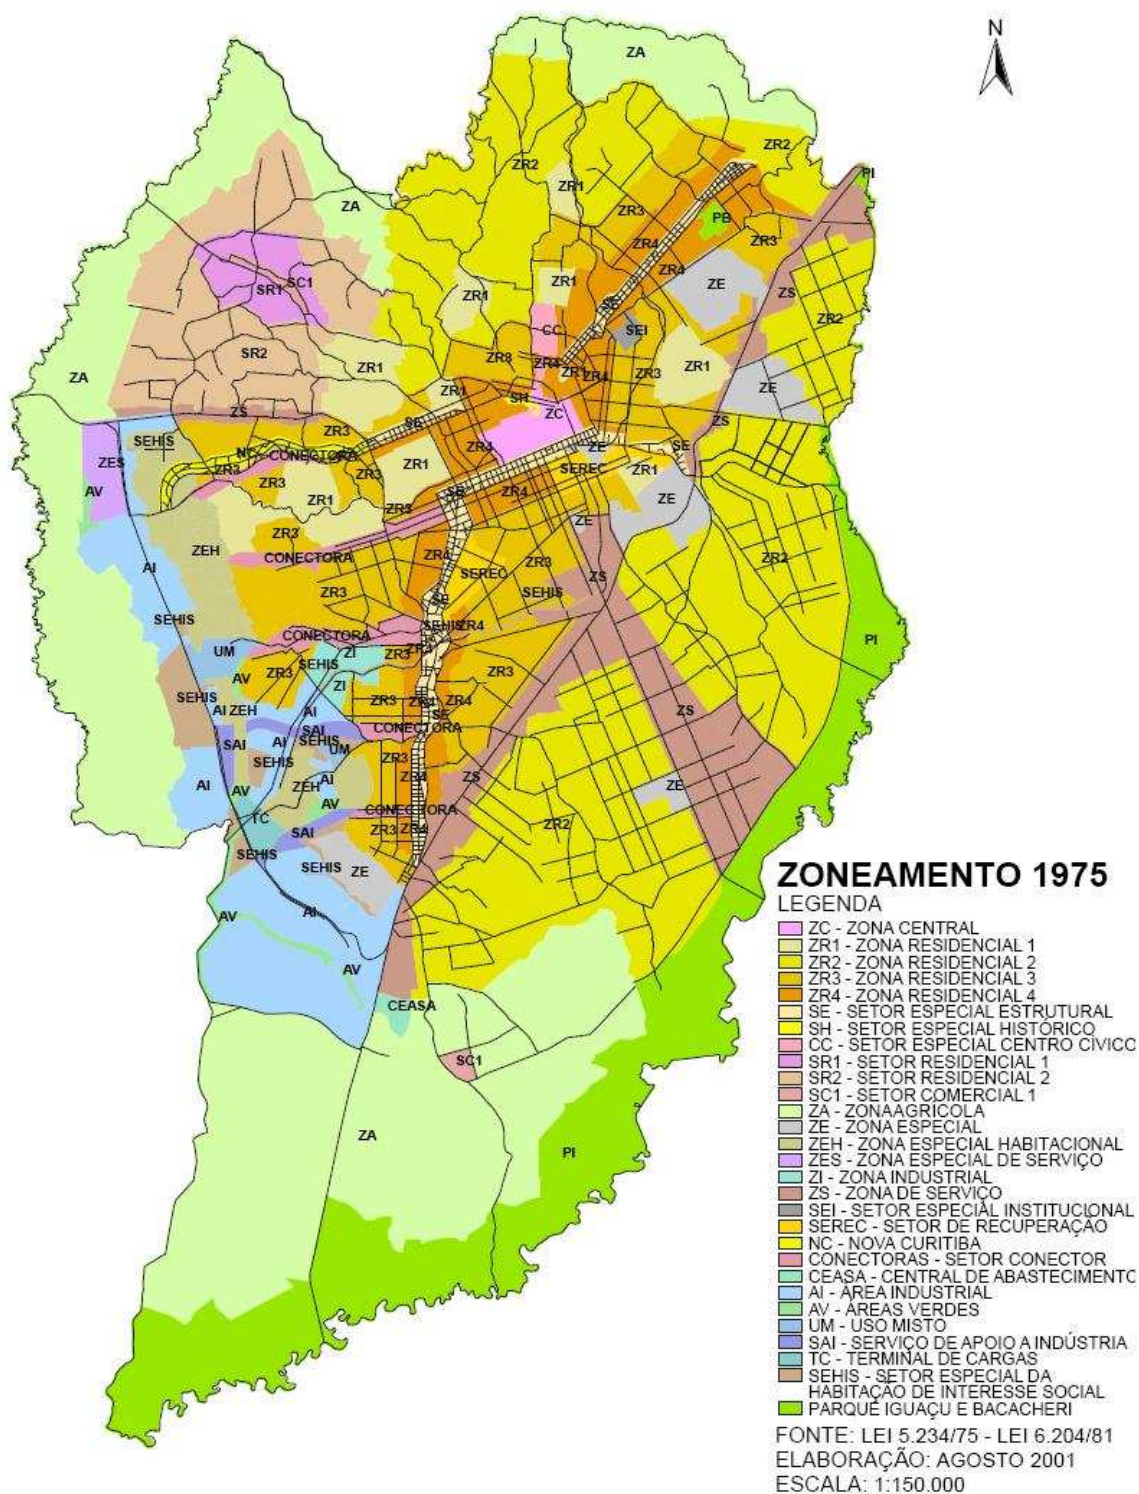 N
ZA
ZR2
ZR2
PI
ZR1
ZA
ZR3
PB
ZR4
ZR3
ZA
ZR4
SR1
SC1
ZR1
ZR1
ZE
ZS
SE
ZR2
CC
SEI
SR2
ZR3
ZR4
ZR1
ZR4
ZR3
ZR1
ZR1
ZA
ZR1
SH
ZE
ZS
ZC
ZS
SE
ZR3
SEHIS
NC
CONECTORA
ZR4
ZE
SE
ZES
ZR3
ZR3
ZR3
ZR1
SEREC
ZR1
AV
ZR1
SE
ZR4
ZE
ZR3
ZE
ZR3
ZEH
CONECTORA
ZR4
ZR3
ZR2
AI
SEREC
ZS
ZR3
SEHIS
SEHIS
SE
SEHIS
ZR4
CONECTORA
PI
UM
ZI
ZR3
ZR4
SEHIS
ZR3
ZR3
AV
ZI
SEHIS
ZR3
ZR4
ZR4
AI
ZEH
AI
SE
ZS
SAI
CONECTORA
SAI
AI
SEHIS
UM
SEHIS
ZR3
AI
AI
ZEH
ZR4
ZS
ZE
AV
AV
CONECTORA
TC
SAI
ZR3
ZR4
ZR2
SEHIS
SEHIS
ZE
AV
AI
AV
CEASA
SC1
ZA
PI
ZONEAMENTO 1975
LEGENDA
ZC - ZONA CENTRAL
ZR1 - ZONA RESIDENCIAL 1
ZR2 - ZONA RESIDENCIAL 2
ZR3 - ZONA RESIDENCIAL 3
ZR4 - ZONA RESIDENCIAL 4
SE - SETOR ESPECIAL ESTRUTURAL
SH - SETOR ESPECIAL HISTÓRICO
CC - SETOR ESPECIAL CENTRO CÍVICO
SR1 - SETOR RESIDENCIAL 1
SR2 - SETOR RESIDENCIAL 2
SC1 - SETOR COMERCIAL 1
ZA - ZONAAGRÍCOLA
ZE - ZONA ESPECIAL
ZEH - ZONA ESPECIAL HABITACIONAL
ZES - ZONA ESPECIAL DE SERVIÇO
ZI - ZONA INDUSTRIAL
ZS - ZONA DE SERVIÇO
SEI - SETOR ESPECIAL INSTITUCIONAL
SEREC - SETOR DE RECUPERAÇÃO
NC - NOVA CURITIBA
CONECTORAS - SETOR CONECTOR
CEASA - CENTRAL DE ABASTECIMENTO
AI - ÁREA INDUSTRIAL
AV - ÁREAS VERDES
UM - USO MISTO
SAI - SERVIÇO DE APOIO A INDÚSTRIA
TC - TERMINAL DE CARGAS
SEHIS - SETOR ESPECIAL DA
HABITAÇÃO DE INTERESSE SOCIAL
PARQUE IGUAÇU E BACACHERI
FONTE: LEI 5.234/75 - LEI 6.204/81
ELABORAÇÃO: AGOSTO 2001
ESCALA: 1:150.000